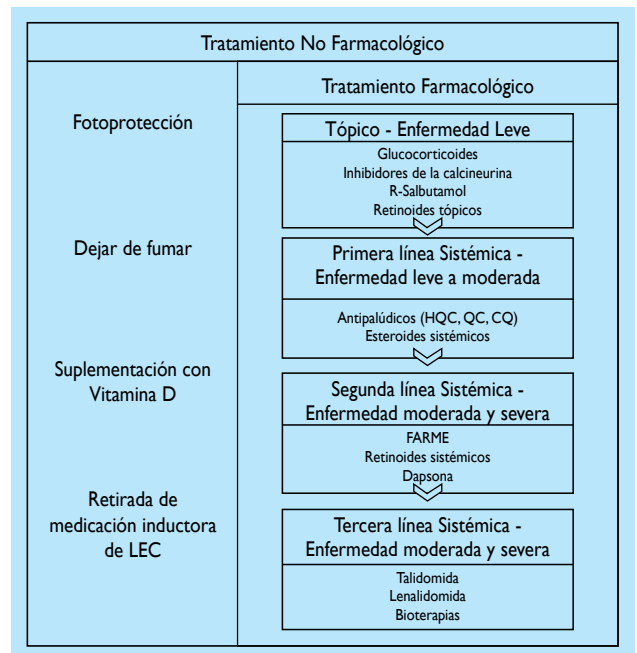 Tratamiento No Farmacológico
Fotoprotección
Dejar de fumar
Suplementación con
Vitamina D
Retirada de
medicación inductora
de LEC
Tratamiento Farmacológico
Tópico - Enfermedad Leve
Glucocorticoides
Inhibidores de la calcineurina
R-Salbutamol
Retinoides tópicos
Primera línea Sistémica -
Enfermedad leve a moderada
Antipalúdicos (HQC, QC, CQ)
Esteroides sistémicos
Segunda línea Sistémica -
Enfermedad moderada y severa
FARME
Retinoides sistémicos
Dapsona
Tercera línea Sistémica -
Enfermedad moderada y severa
Talidomida
Lenalidomida
Bioterapias